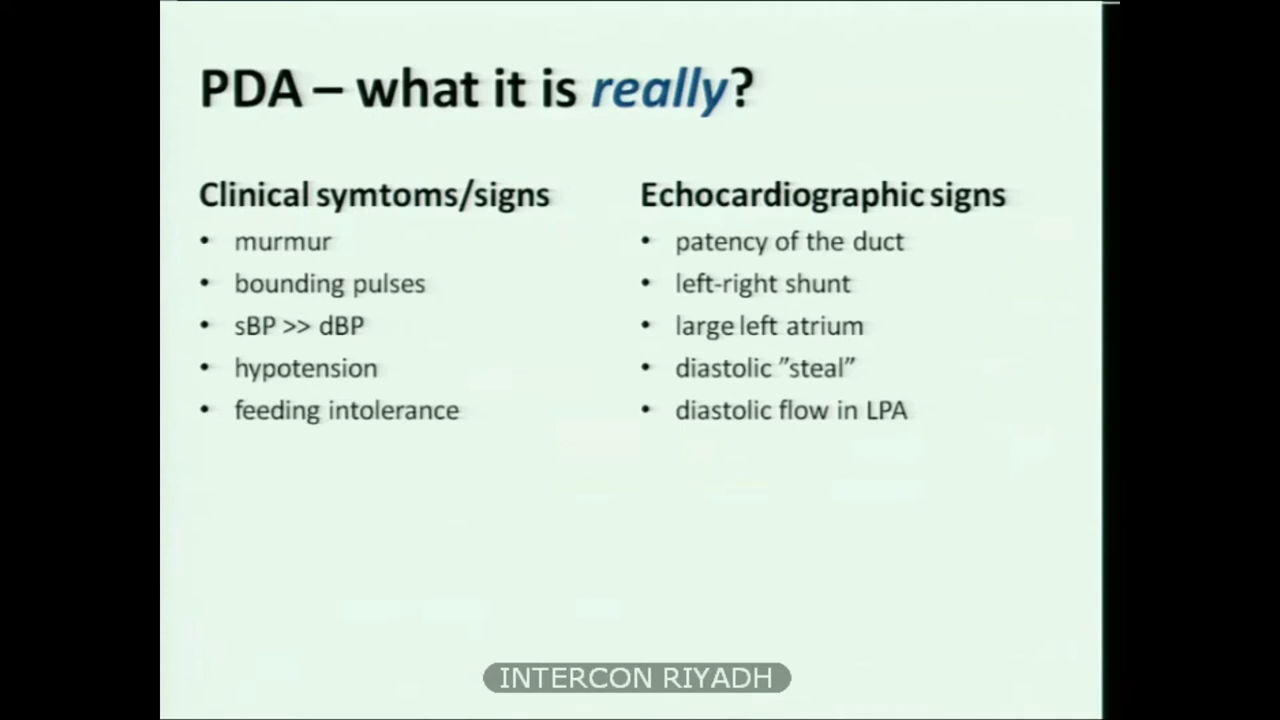 PDA – what it is really?
Clinical symtoms/signs
• murmur
• bounding pulses
• sBP >> dBP
• hypotension
• feeding intolerance
Echocardiographic signs
• patency of the duct
• left-right shunt
• large left atrium
• diastolic ”steal”
• diastolic flow in LPA
INTERCON RIYADH